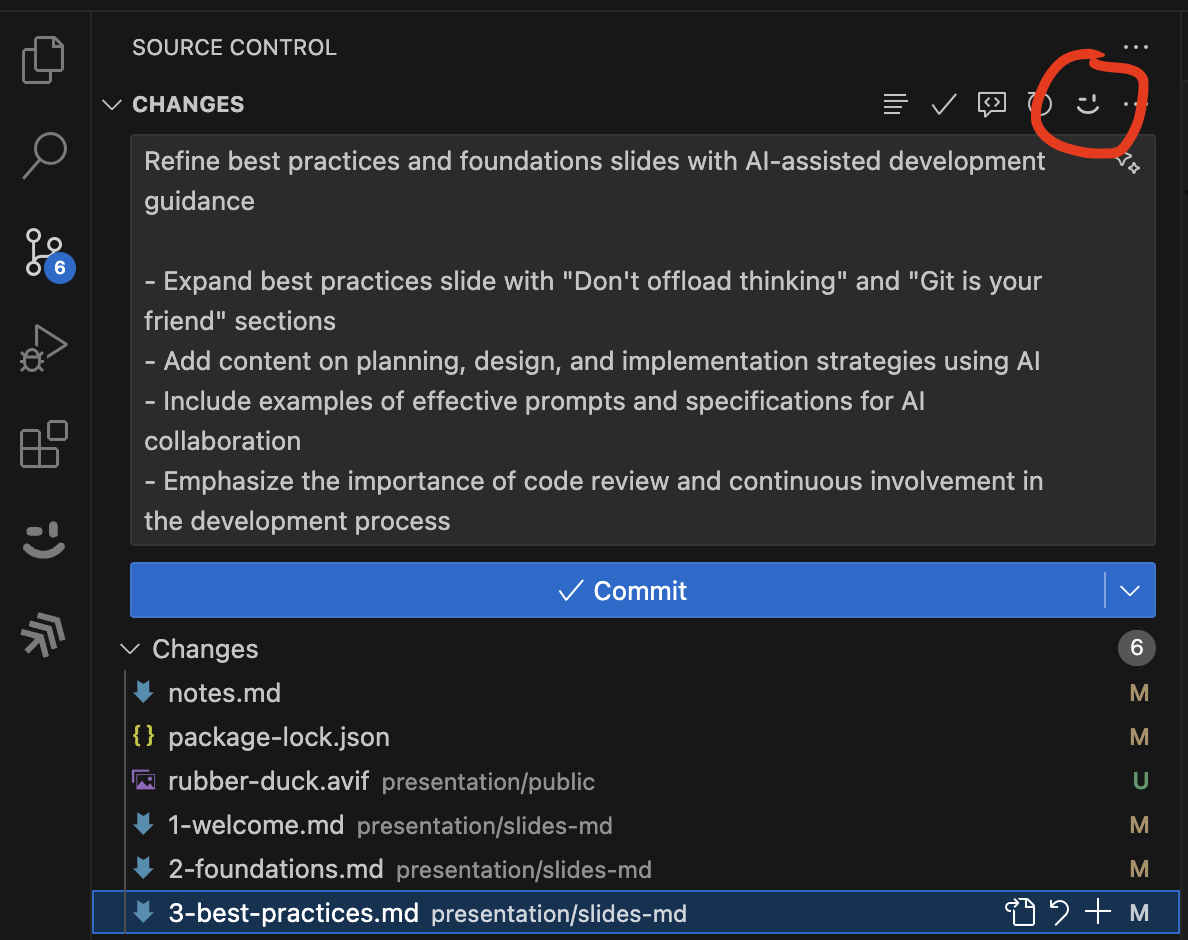 SOURCE CONTROL
CHANGES
Refine best practices and foundations slides with AI-assisted development
guidance
- Expand best practices slide with "Don't offload thinking" and "Git is your
friend" sections
- Add content on planning, design, and implementation strategies using AI
- Include examples of effective prompts and specifications for AI
collaboration
- Emphasize the importance of code review and continuous involvement in
the development process
6
Commit
Changes 6
notes.md M
package-lock.json M
rubber-duck.avif presentation/public U
1-welcome.md presentation/slides-md M
2-foundations.md presentation/slides-md M
3-best-practices.md presentation/slides-md M